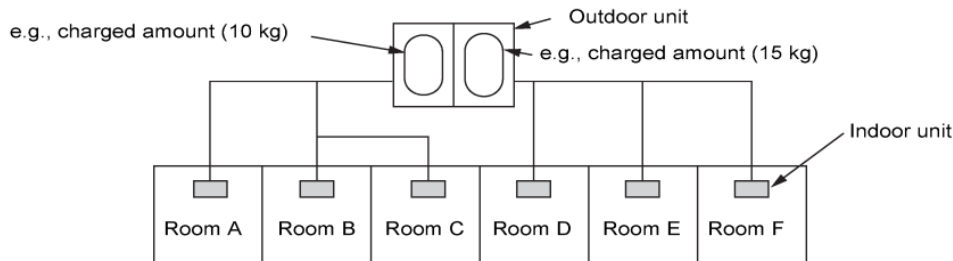 Outdoor unit
e.g., charged amount (10 kg)
e.g., charged amount (15 kg)
Indoor unit
Room A Room B Room C Room D Room E Room F